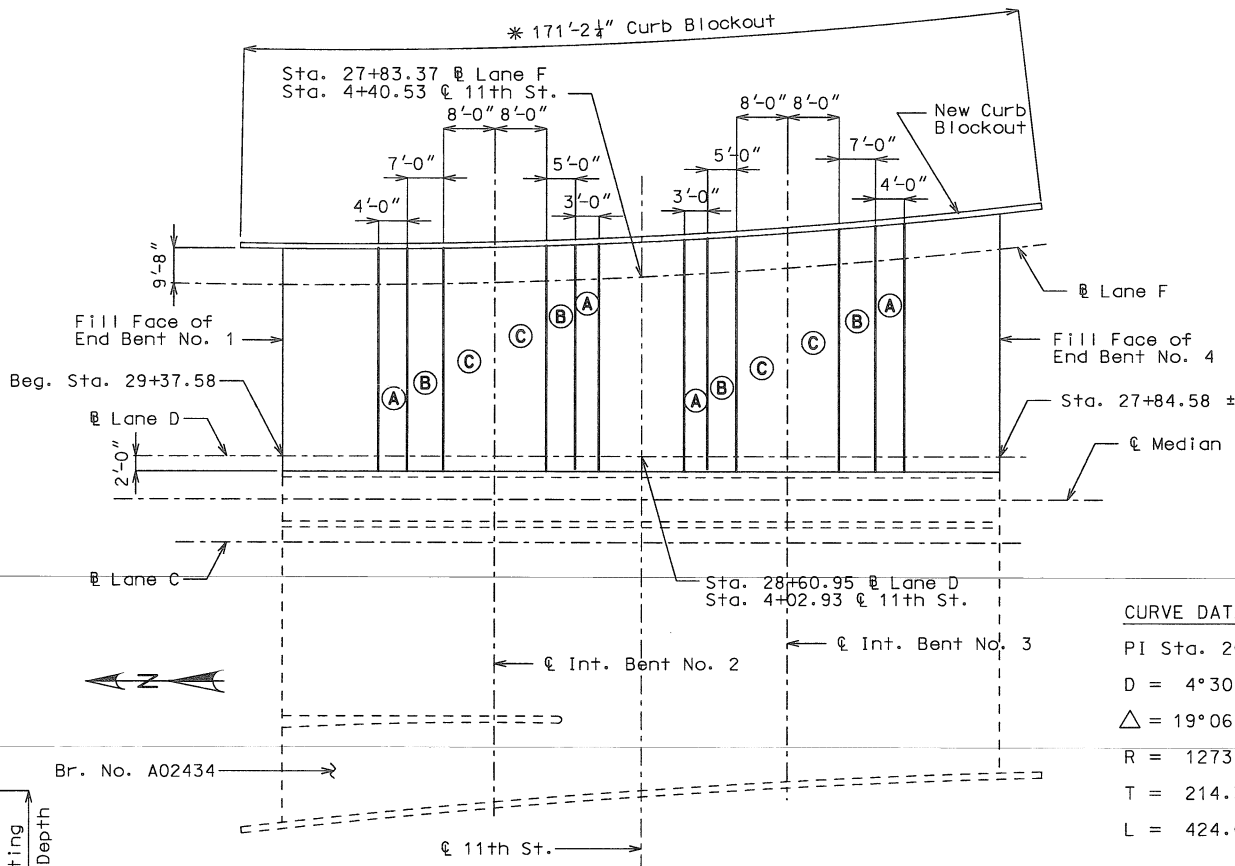 * 171'-2¼" Curb Blockout
Sta. 27+83.37 ℄ Lane F
Sta. 4+40.53 ℄ 11th St.
New Curb
Blockout
8'-0"
8'-0"
8'-0"
8'-0"
7'-0"
5'-0"
5'-0"
7'-0"
4'-0"
3'-0"
3'-0"
4'-0"
9'-8"
Fill Face of
End Bent No. 1
Beg. Sta. 29+37.58
Lane D
2'-0"
A
B
C
C
B
A
A
B
C
C
B
A
Lane F
Fill Face of
End Bent No. 4
Sta. 27+84.58 ±
℄ Median
Lane C
Sta. 28+60.95 Lane D
Sta. 4+02.93 ℄ 11th St.
℄ Int. Bent No. 2
℄ Int. Bent No. 3
N
Br. No. A02434
℄ 11th St.
Depth
CURVE DAT
PI Sta. 2
D = 4°30
△ = 19°06
R = 1273
T = 214.
L = 424.